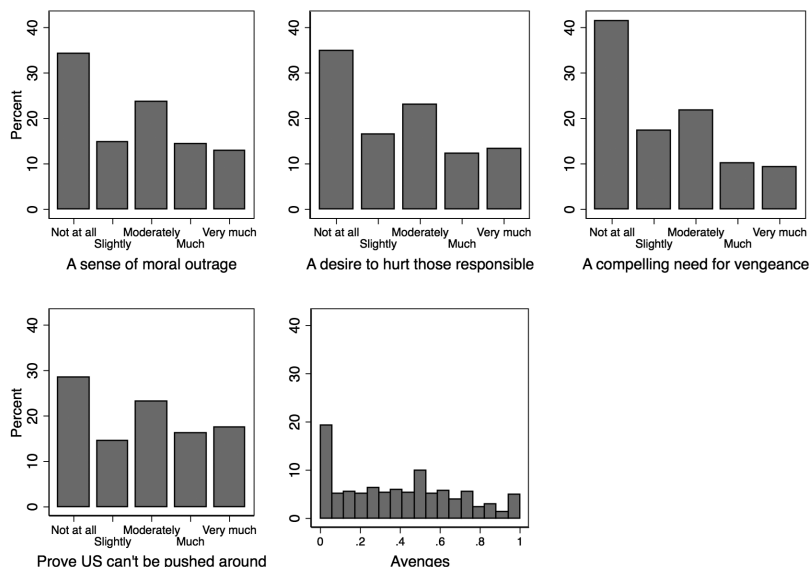 Percent
0 10 20 30 40
Not at all Moderately Very much
Slightly Much
A sense of moral outrage
0 10 20 30 40
Not at all Moderately Very much
Slightly Much
A desire to hurt those responsible
0 10 20 30 40
Not at all Moderately Very much
Slightly Much
A compelling need for vengeance
Percent
0 10 20 30 40
Not at all Moderately Very much
Slightly Much
Prove US can't be pushed around
0 10 20 30 40
0 .2 .4 .6 .8 1
Avenges